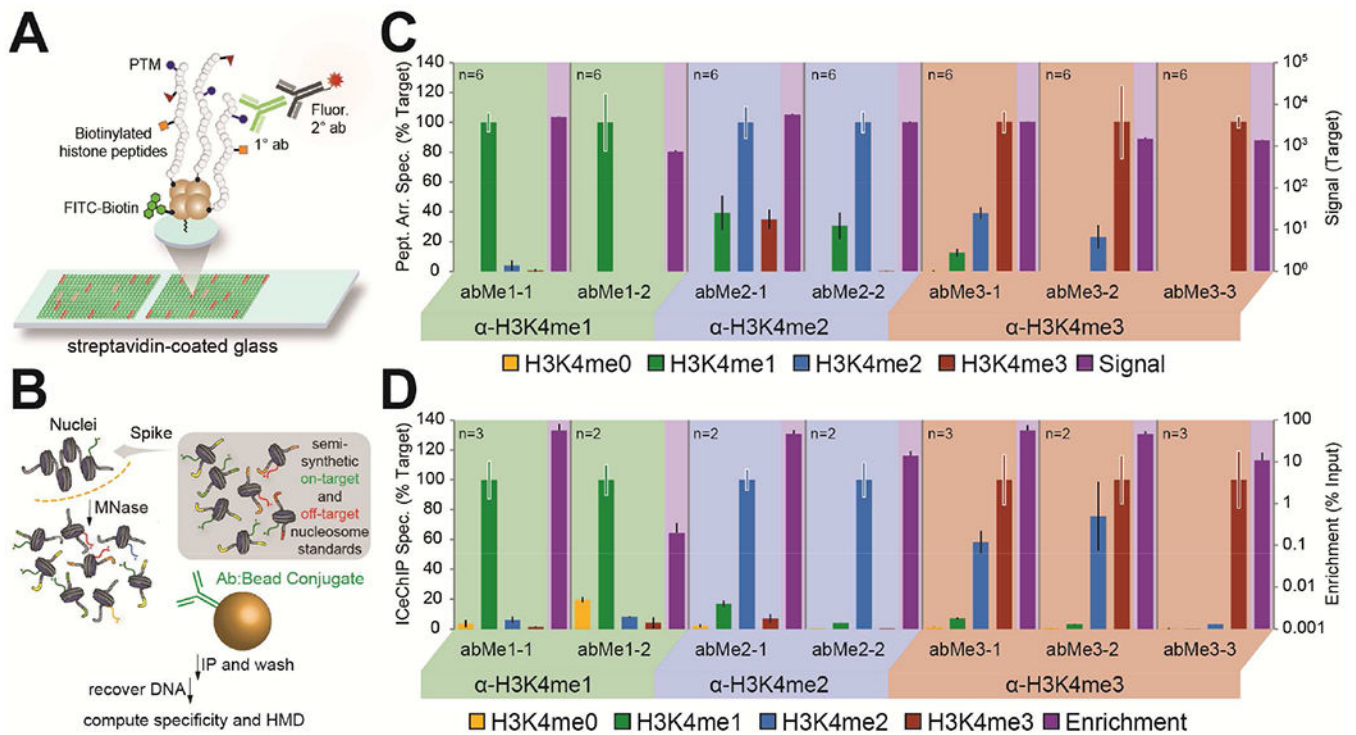 A
PTM
Biotinylated
histone peptides
FITC-Biotin
1° ab
Fluor.
2° ab
streptavidin-coated glass
B
Nuclei
Spike
MNase
semi-
synthetic
on-target
and
off-target
nucleosome
standards
Ab:Bead Conjugate
IP and wash
recover DNA
compute specificity and HMD
C
Pept. Arr. Spec. (% Target)
140
120
100
80
60
40
20
0
n=6
n=6
n=6
n=6
n=6
n=6
n=6
10⁵
10⁴
10³
10²
10¹
10⁰
Signal (Target)
abMe1-1 abMe1-2 abMe2-1 abMe2-2 abMe3-1 abMe3-2 abMe3-3
α-H3K4me1 α-H3K4me2 α-H3K4me3
H3K4me0 H3K4me1 H3K4me2 H3K4me3 Signal
D
ICeChIP Spec. (% Target)
140
120
100
80
60
40
20
0
n=3
n=2
n=2
n=2
n=3
n=2
n=3
100
10
1
0.1
0.01
0.001
Enrichment (% Input)
abMe1-1 abMe1-2 abMe2-1 abMe2-2 abMe3-1 abMe3-2 abMe3-3
α-H3K4me1 α-H3K4me2 α-H3K4me3
H3K4me0 H3K4me1 H3K4me2 H3K4me3 Enrichment